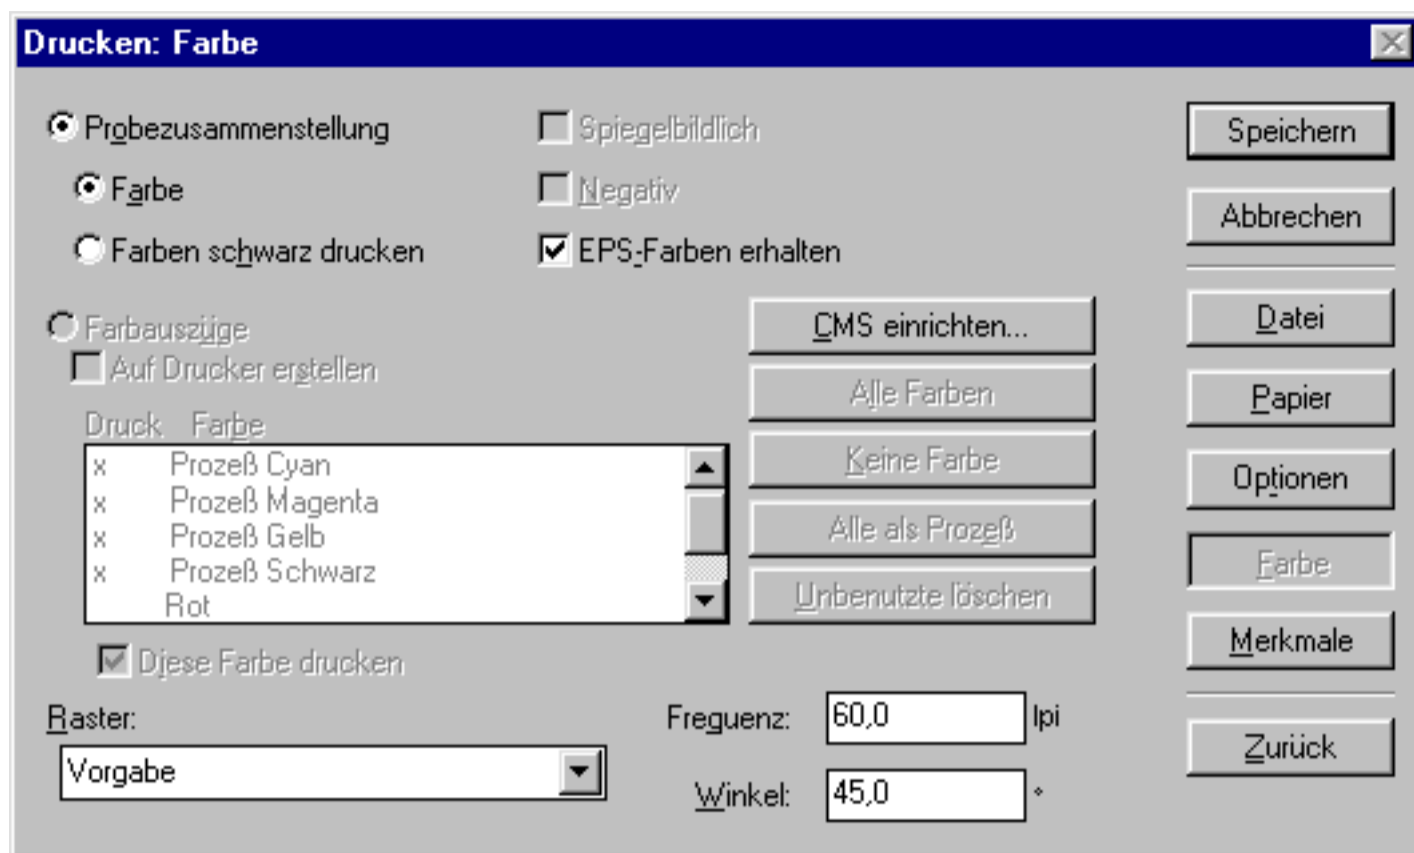 Drucken: Farbe
Probezusammenstellung
Spiegelbildlich
Speichern
Farbe
Negativ
Abbrechen
Farben schwarz drucken
EPS-Farben erhalten
Farbauszüge
CMS einrichten...
Datei
Auf Drucker erstellen
Alle Farben
Papier
Druck Farbe
x Prozeß Cyan
Keine Farbe
Optionen
x Prozeß Magenta
x Prozeß Gelb
Alle als Prozeß
x Prozeß Schwarz
Farbe
Rot
Unbenutzte löschen
Diese Farbe drucken
Merkmale
Raster:
Freguenz: 60,0 lpi
Zurück
Vorgabe
Winkel: 45,0 °